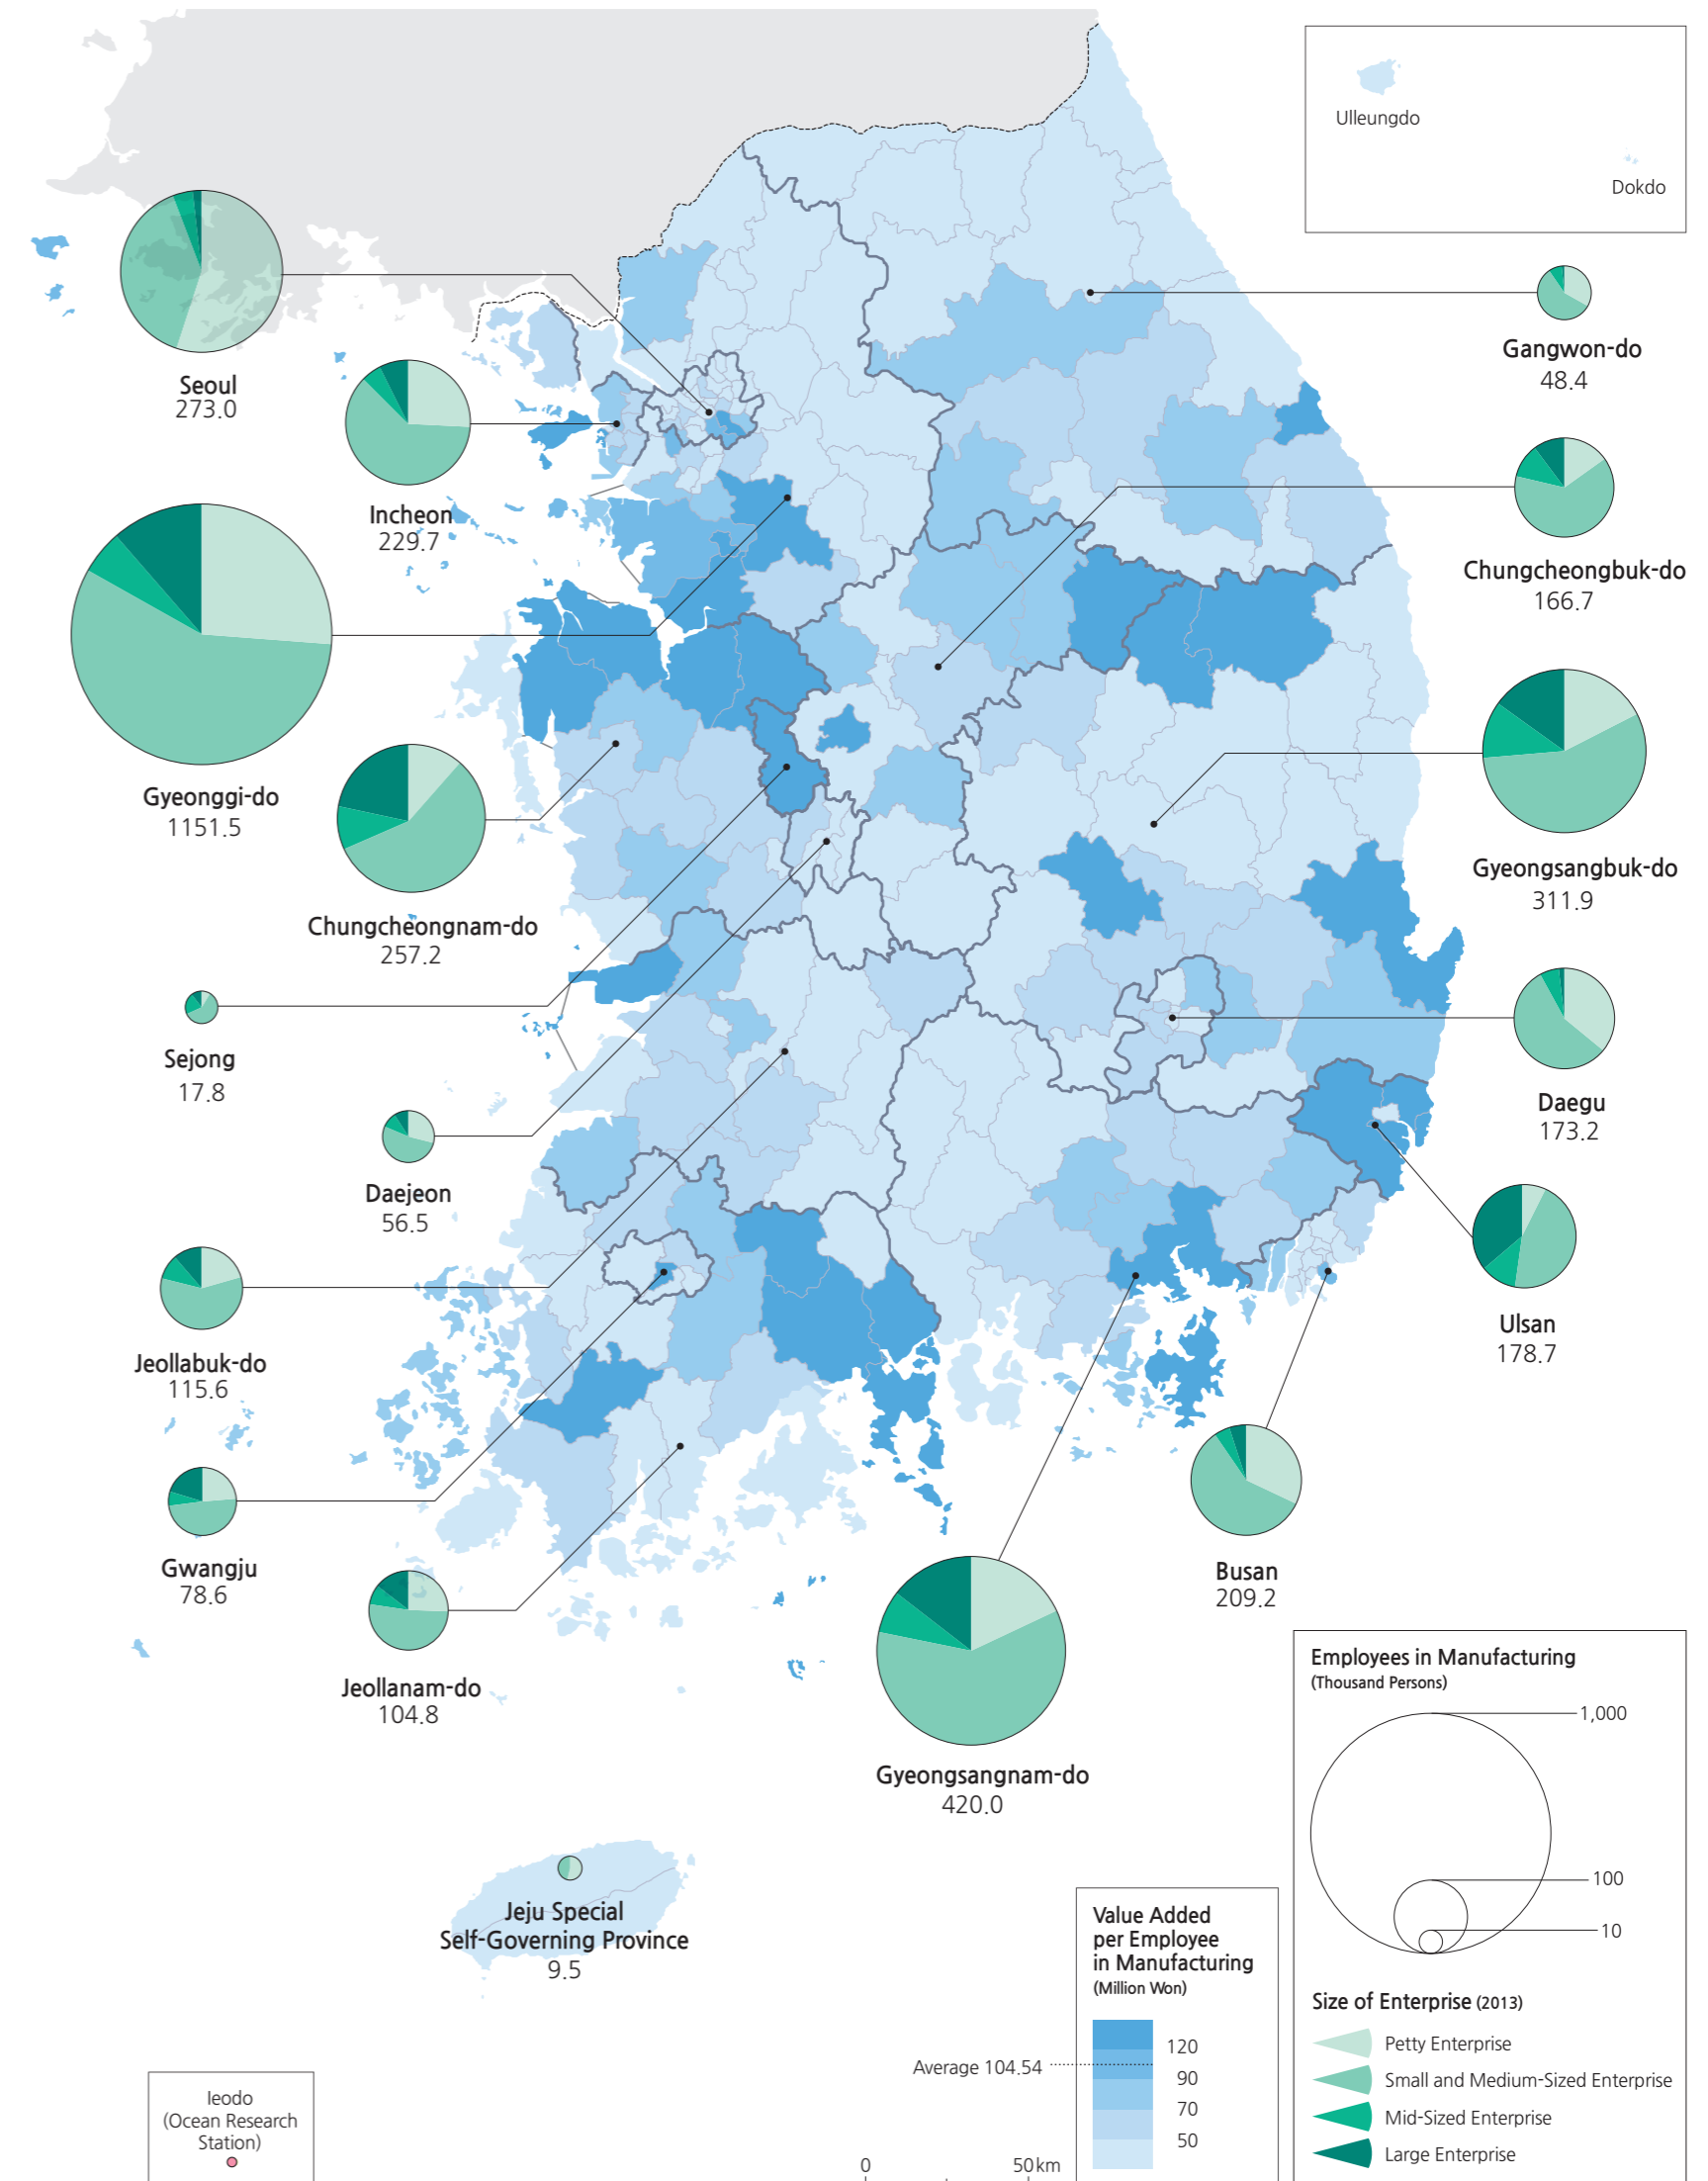 Ulleungdo
Dokdo
Seoul
273.0
Gangwon-do
48.4
Incheon
229.7
Chungcheongbuk-do
166.7
Gyeonggi-do
1151.5
Gyeongsangbuk-do
311.9
Chungcheongnam-do
257.2
Sejong
17.8
Daegu
173.2
Daejeon
56.5
Ulsan
178.7
Jeollabuk-do
115.6
Gwangju
78.6
Busan
209.2
Jeollanam-do
104.8
Gyeongsangnam-do
420.0
Jeju Special
Self-Governing Province
9.5
Employees in Manufacturing
(Thousand Persons)
1,000
100
10
Size of Enterprise (2013)
Petty Enterprise
Small and Medium-Sized Enterprise
Mid-Sized Enterprise
Large Enterprise
Value Added
per Employee
in Manufacturing
(Million Won)
120
Average 104.54
90
70
50
Ieodo
(Ocean Research
Station)
0 50km